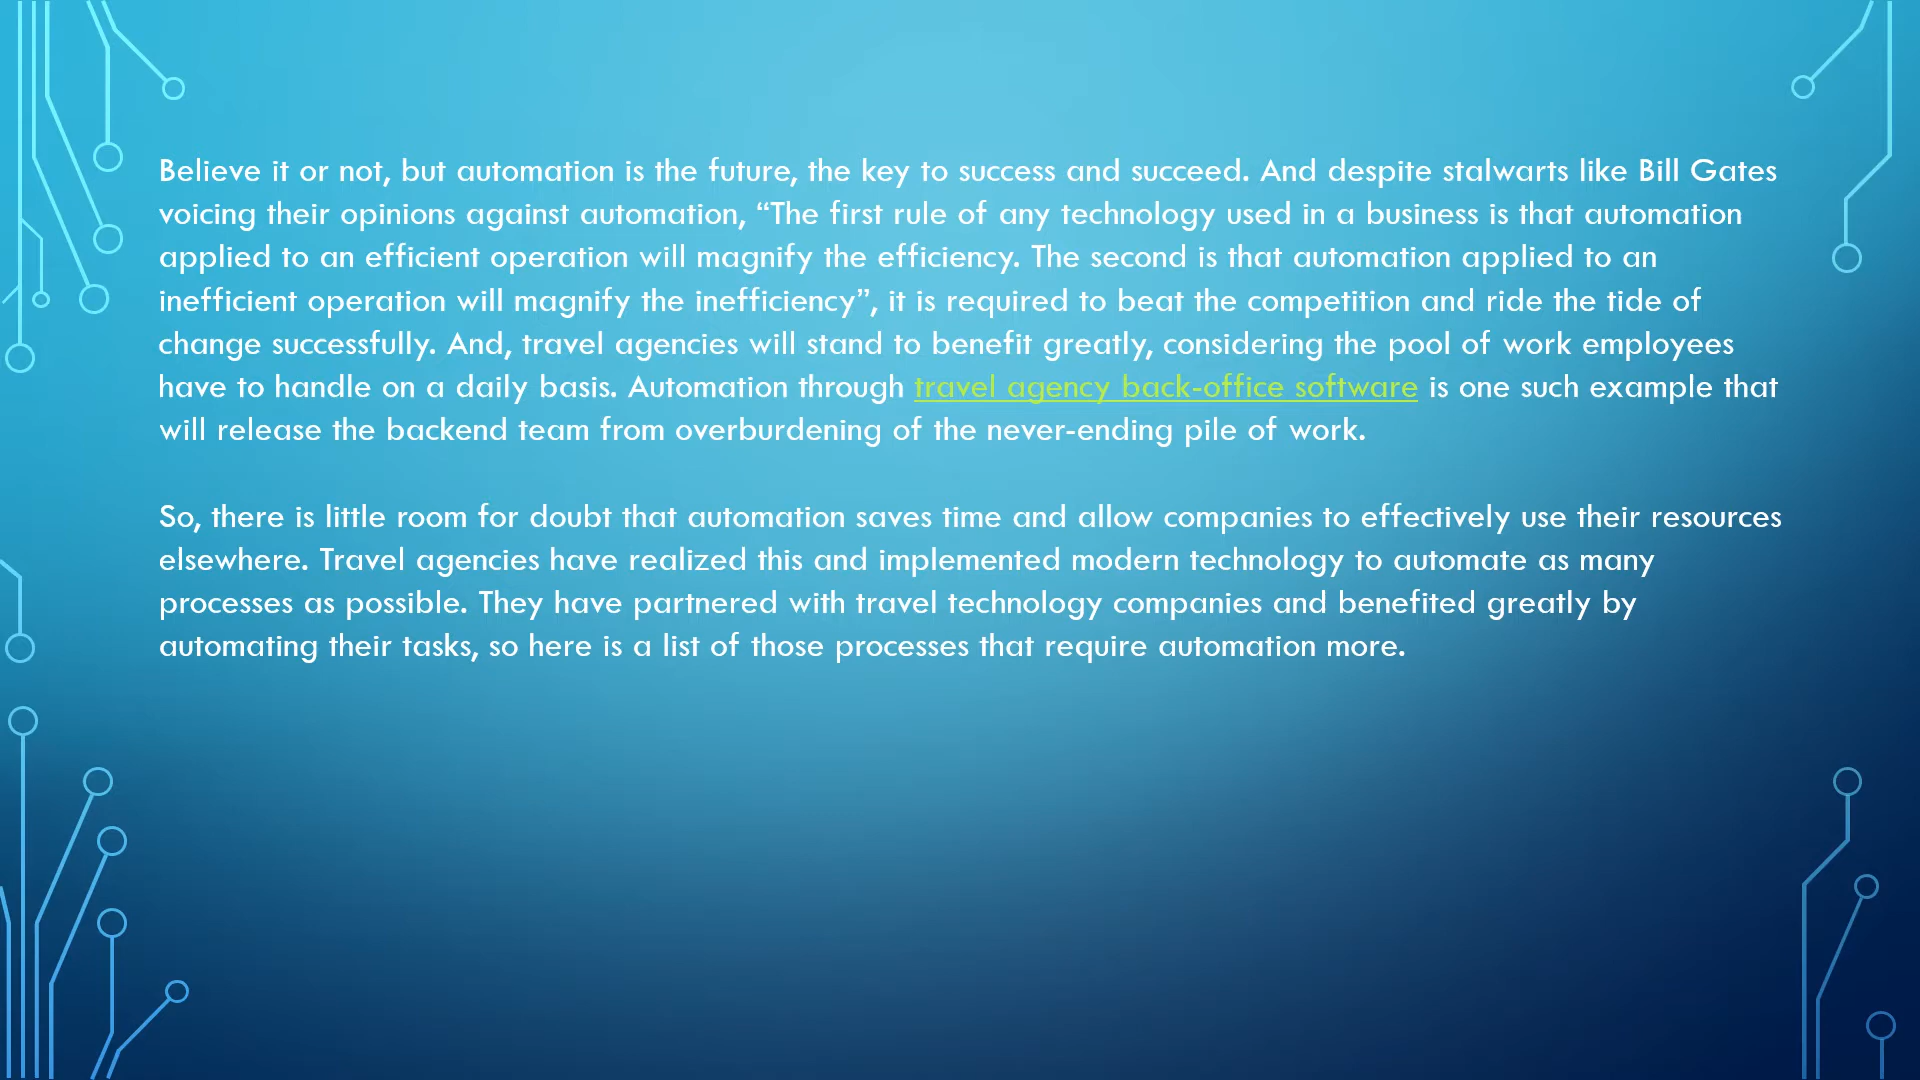 Believe it or not, but automation is the future, the key to success and succeed. And despite stalwarts like Bill Gates
voicing their opinions against automation, “The first rule of any technology used in a business is that automation
applied to an efficient operation will magnify the efficiency. The second is that automation applied to an
inefficient operation will magnify the inefficiency”, it is required to beat the competition and ride the tide of
change successfully. And, travel agencies will stand to benefit greatly, considering the pool of work employees
have to handle on a daily basis. Automation through travel agency back-office software is one such example that
will release the backend team from overburdening of the never-ending pile of work.
So, there is little room for doubt that automation saves time and allow companies to effectively use their resources
elsewhere. Travel agencies have realized this and implemented modern technology to automate as many
processes as possible. They have partnered with travel technology companies and benefited greatly by
automating their tasks, so here is a list of those processes that require automation more.